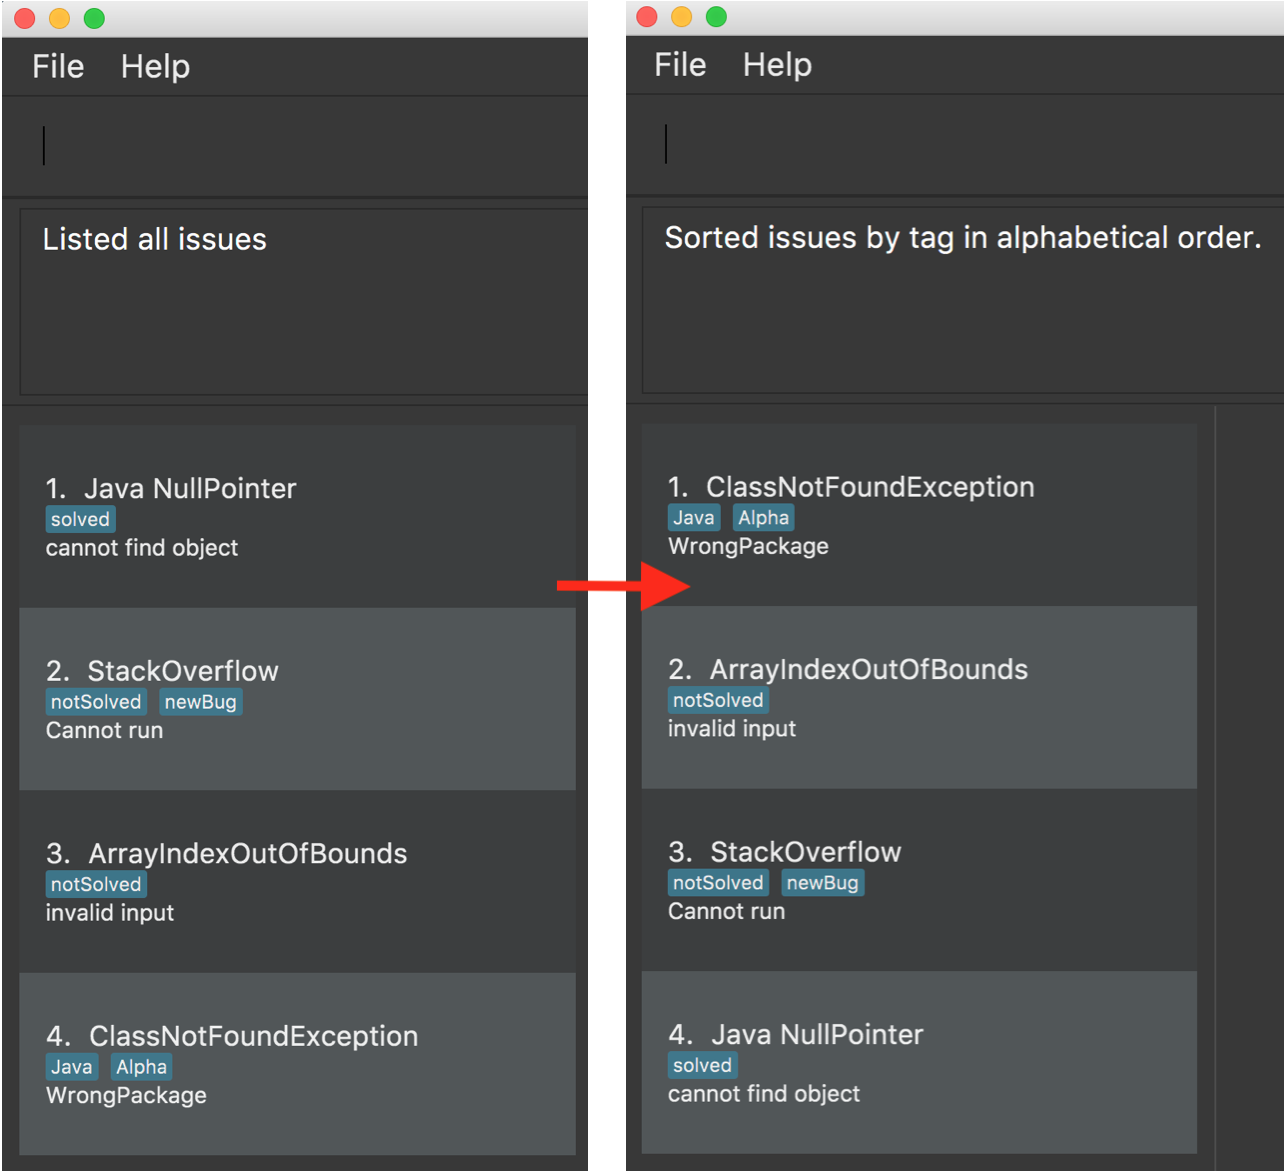 File Help
Listed all issues
1. Java NullPointer
solved
cannot find object
2. StackOverflow
notSolved newBug
Cannot run
3. ArrayIndexOutOfBounds
notSolved
invalid input
4. ClassNotFoundException
Java Alpha
WrongPackage
File Help
Sorted issues by tag in alphabetical order.
1. ClassNotFoundException
Java Alpha
WrongPackage
2. ArrayIndexOutOfBounds
notSolved
invalid input
3. StackOverflow
notSolved newBug
Cannot run
4. Java NullPointer
solved
cannot find object